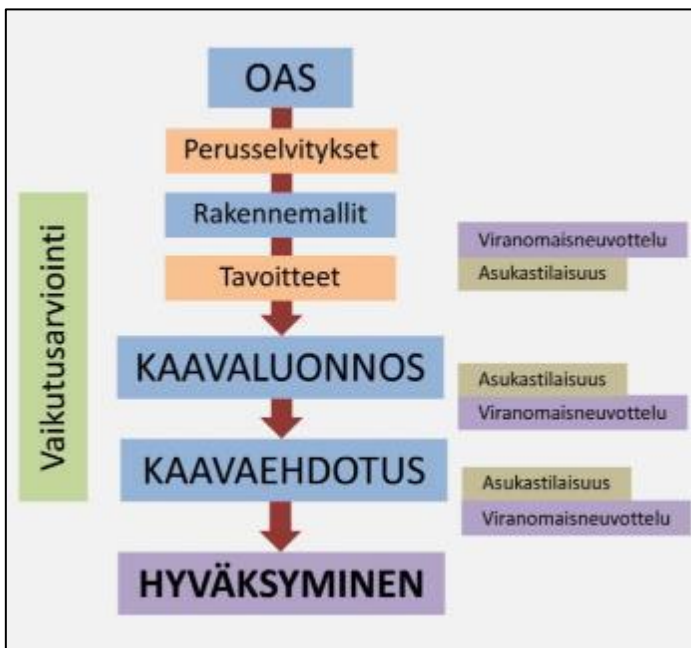 OAS
Perusselvitykset
Rakennemallit
Viranomaisneuvottelu
Tavoitteet
Asukastilaisuus
Vaikutusarviointi
KAAVALUONNOS
Asukastilaisuus
Viranomaisneuvottelu
KAAVAEHDOTUS
Asukastilaisuus
Viranomaisneuvottelu
HYVÄKSYMINEN